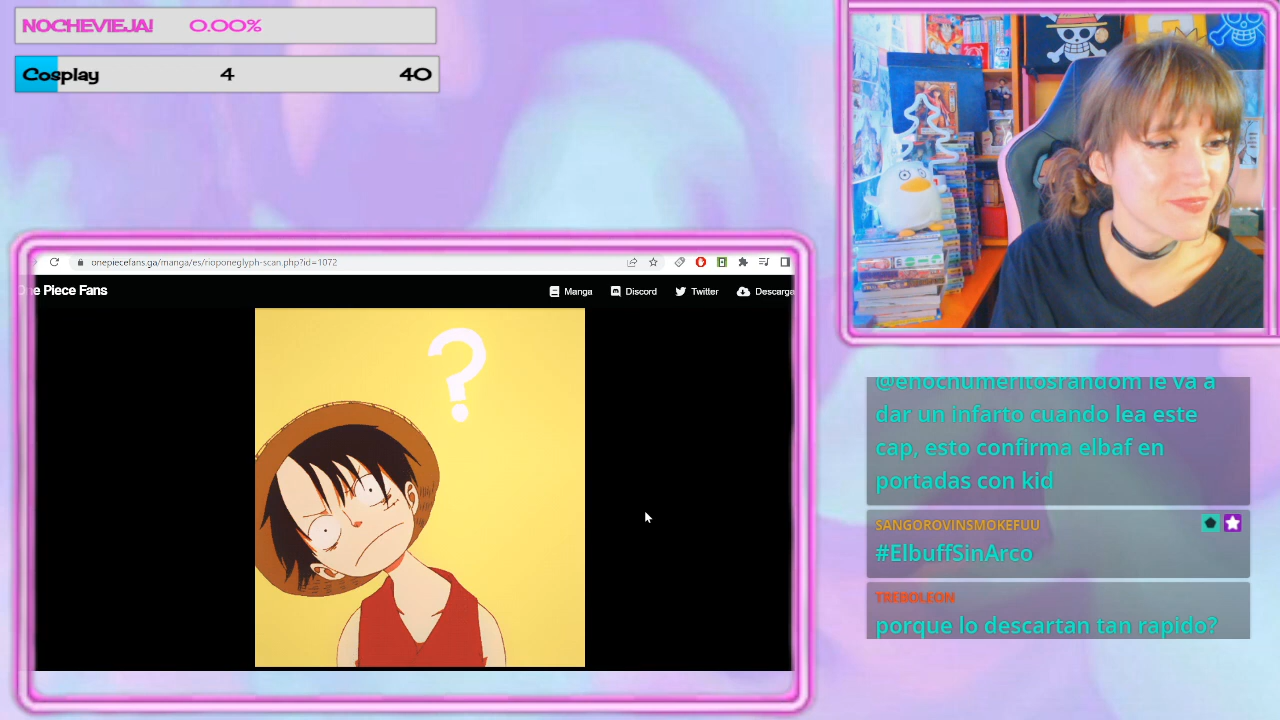 NOCHEVIEJA! 0.00%
Cosplay 4 40
onepiecefans.ga/manga/es/noponeglyph-scan.php?id=1072
One Piece Fans
Manga
Discord
Twitter
Descarga
?
@enochumeritosrandom le va a
dar un infarto cuando lea este
cap, esto confirma elbaf en
portadas con kid
SANGOROVINSMOKEFUU
#ElbuffSinArco
TREBOLEON
porque lo descartan tan rapido?